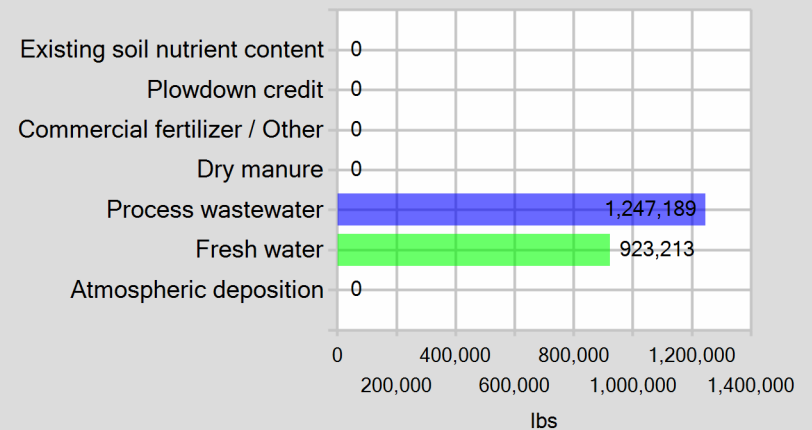 Existing soil nutrient content 0
Plowdown credit 0
Commercial fertilizer / Other 0
Dry manure 0
Process wastewater 1,247,189
Fresh water 923,213
Atmospheric deposition 0
0 400,000 800,000 1,200,000
200,000 600,000 1,000,000 1,400,000
lbs